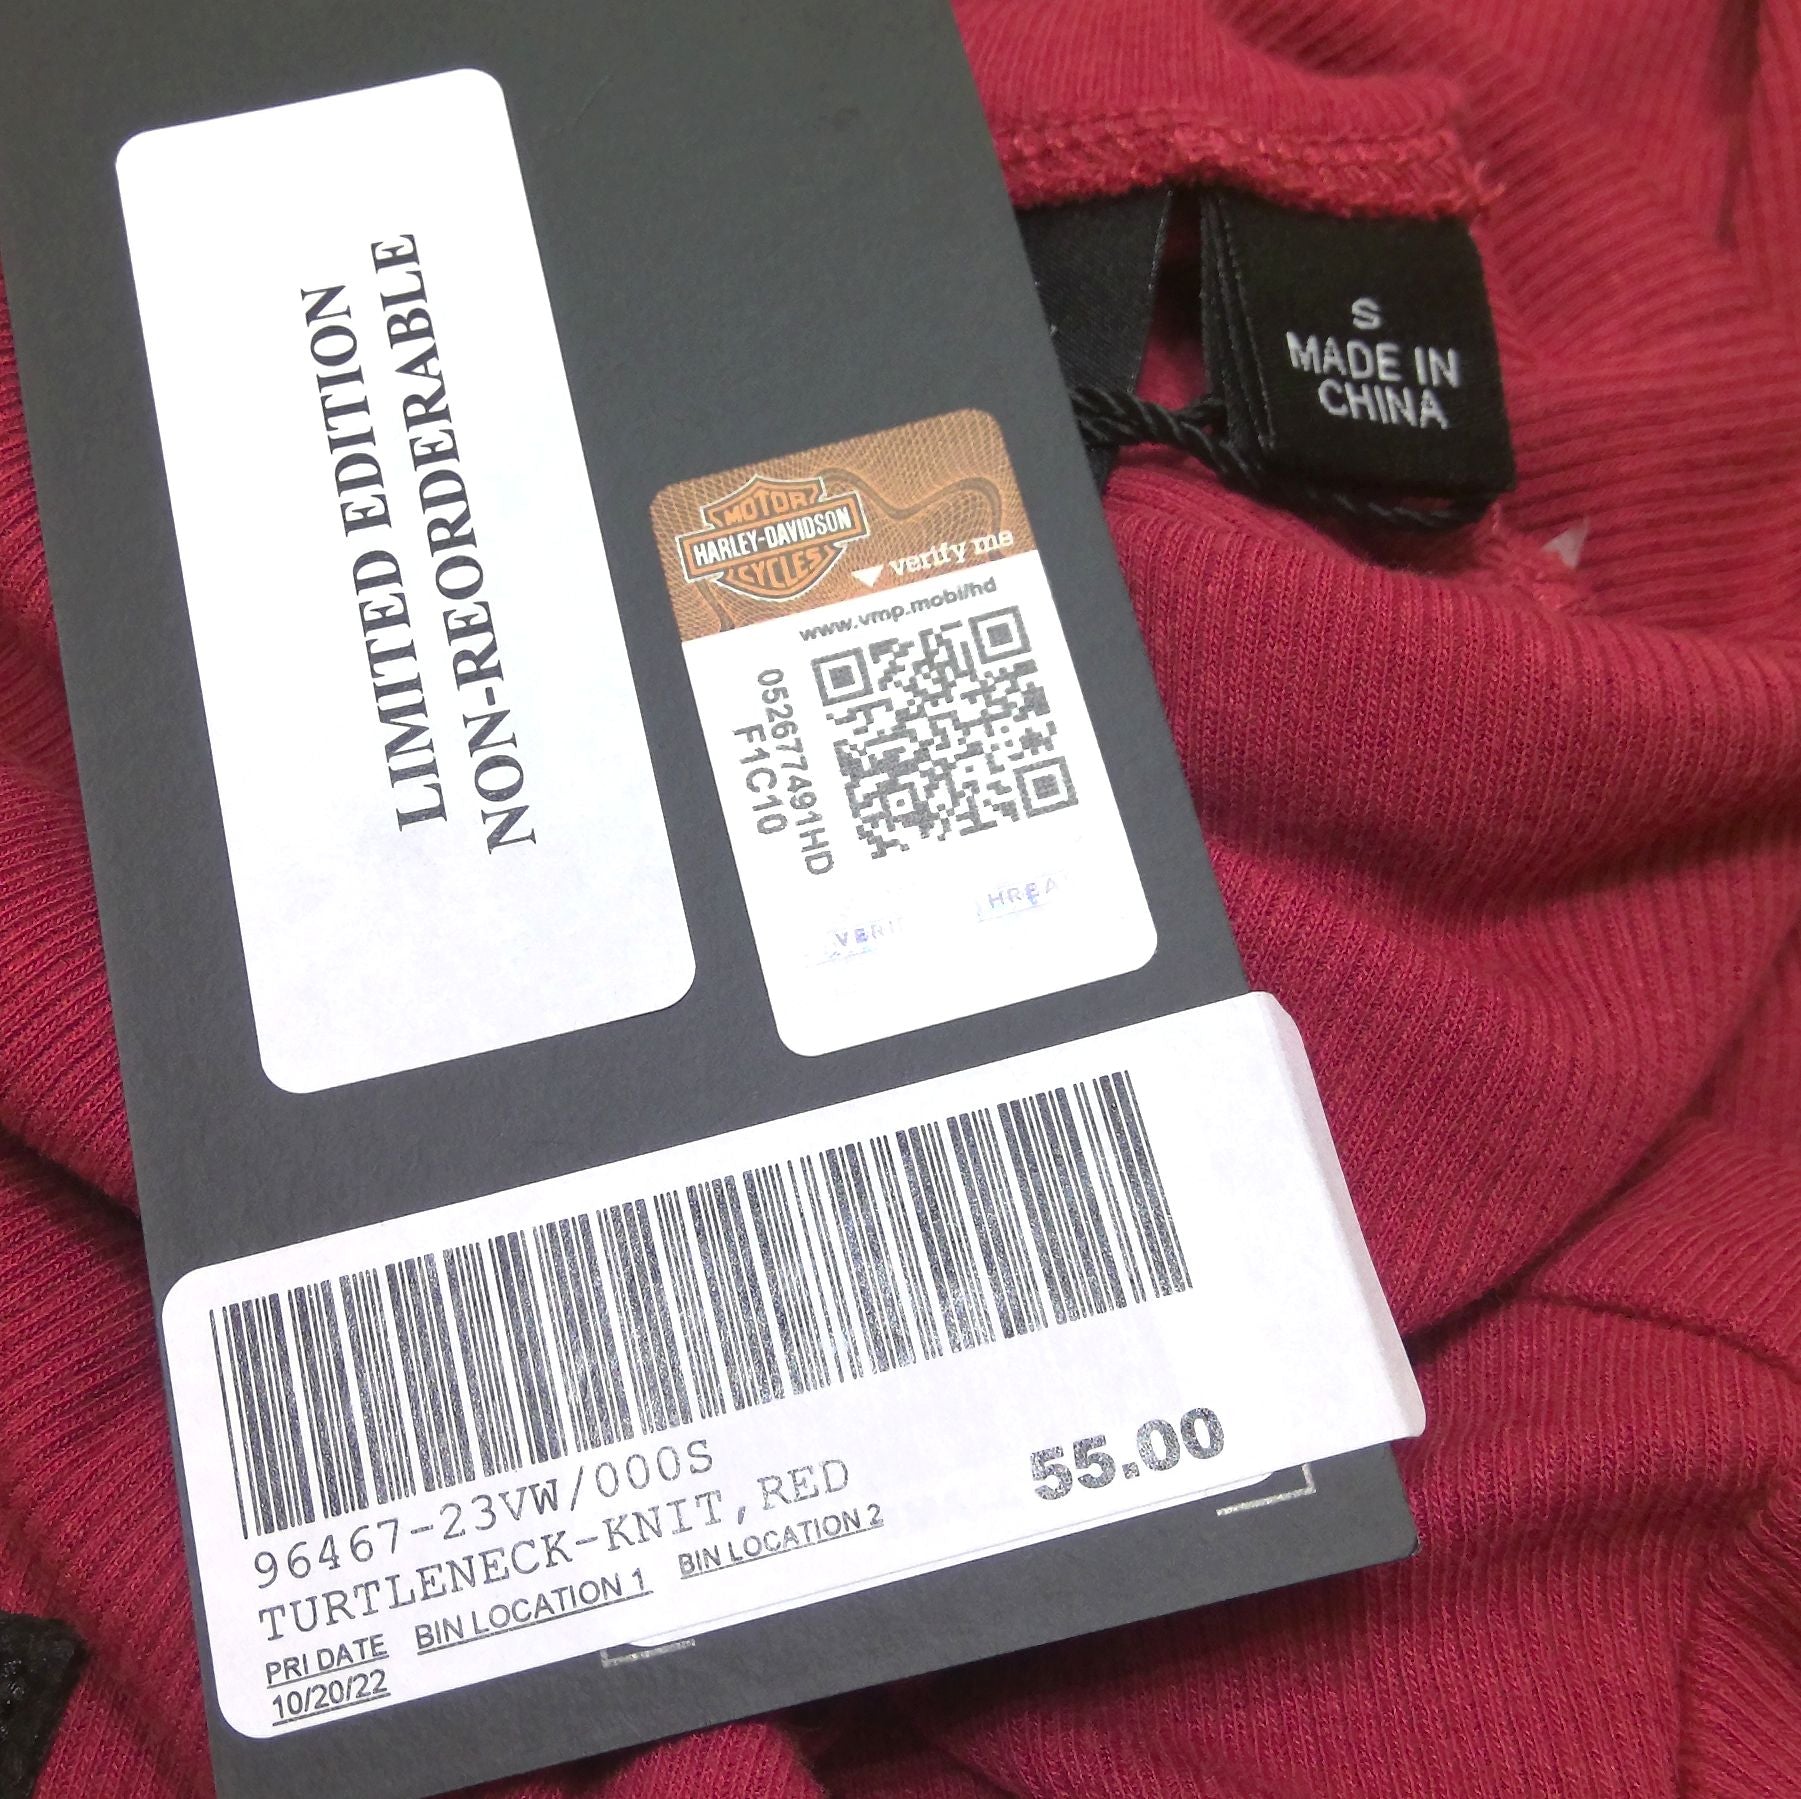 LIMITED EDITION
NON-REORDERABLE
S
MADE IN
CHINA
MOTOR
HARLEY-DAVIDSON
CYCLES
verify me
www.vmp.mobi/hd
052677491HD
F1C10
55.00
96467-23VW/000S
TURTLENECK-KNIT,RED
PRI DATE BIN LOCATION 1 BIN LOCATION 2
10/20/22